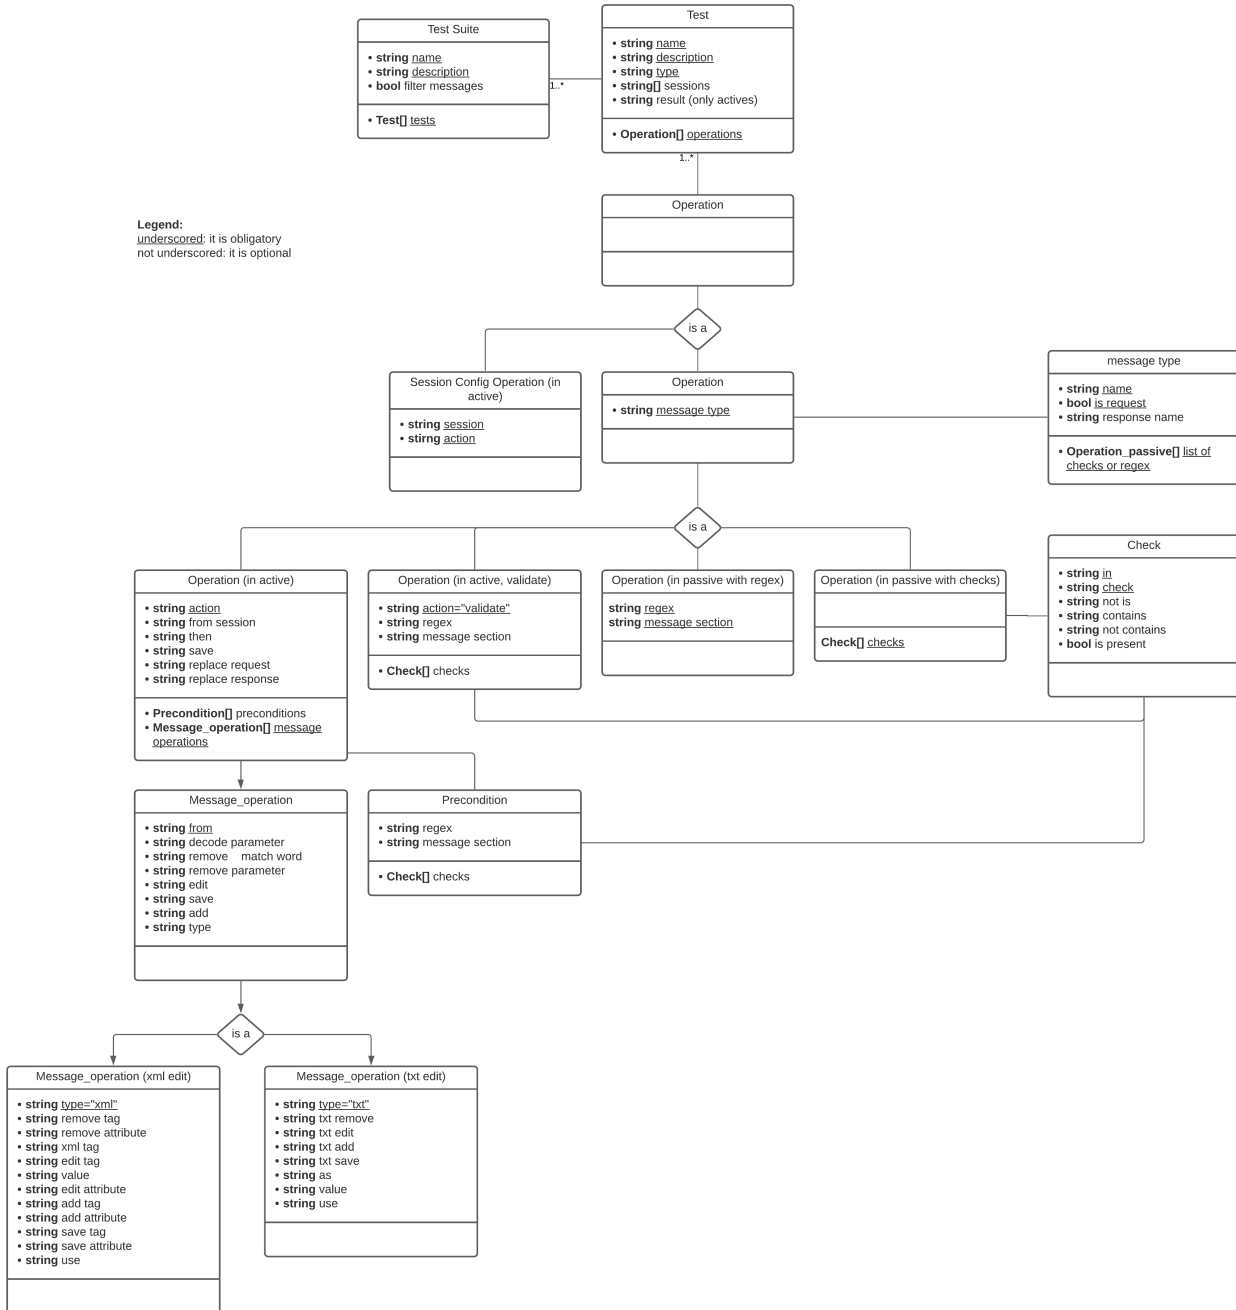 Test Suite
• string name
• string description
• bool filter messages
• Test[] tests
1..*
Test
• string name
• string description
• string type
• string[] sessions
• string result (only actives)
• Operation[] operations
1..*
Legend:
underscored: it is obligatory
not underscored: it is optional
Operation
is a
Session Config Operation (in
active)
• string session
• stirng action
Operation
• string message type
message type
• string name
• bool is request
• string response name
• Operation_passive[] list of
checks or regex
is a
Operation (in active)
• string action
• string from session
• string then
• string save
• string replace request
• string replace response
• Precondition[] preconditions
• Message_operation[] message
operations
Operation (in active, validate)
• string action="validate"
• string regex
• string message section
• Check[] checks
Operation (in passive with regex)
string regex
string message section
Operation (in passive with checks)
Check[] checks
Check
• string in
• string check
• string not is
• string contains
• string not contains
• bool is present
Message_operation
• string from
• string decode parameter
• string remove match word
• string remove parameter
• string edit
• string save
• string add
• string type
Precondition
• string regex
• string message section
• Check[] checks
is a
Message_operation (xml edit)
• string type="xml"
• string remove tag
• string remove attribute
• string xml tag
• string edit tag
• string value
• string edit attribute
• string add tag
• string add attribute
• string save tag
• string save attribute
• string use
Message_operation (txt edit)
• string type="txt"
• string txt remove
• string txt edit
• string txt add
• string txt save
• string as
• string value
• string use